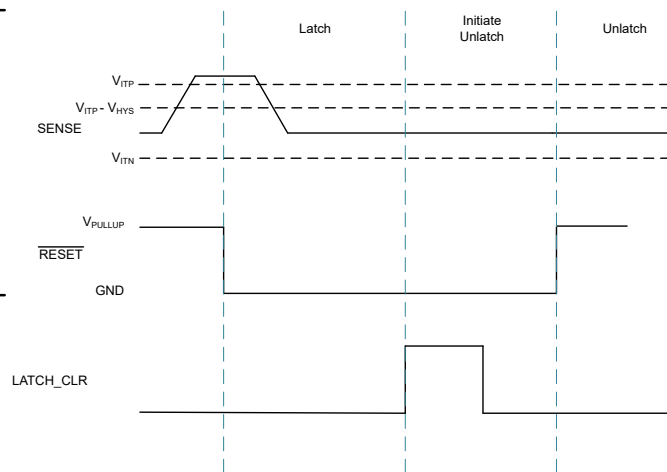 Latch
Initiate
Unlatch
Unlatch
VITP
VITP - VHYS
SENSE
VITN
VPULLUP
RESET
GND
LATCH_CLR